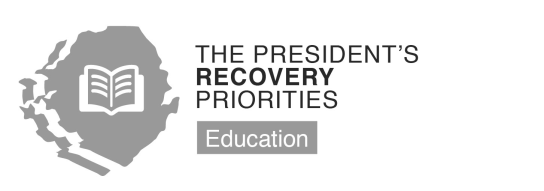 THE PRESIDENT'S
RECOVERY
PRIORITIES
Education